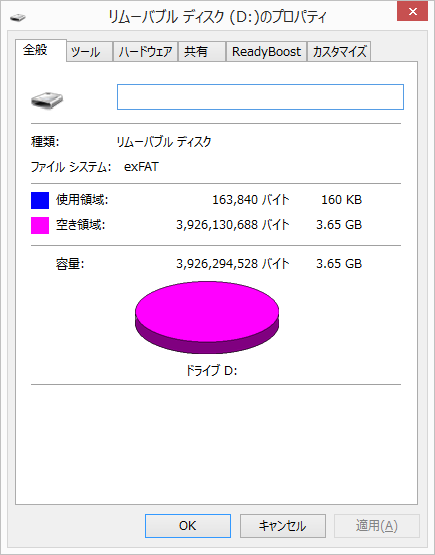 リムーバブル ディスク (D:)のプロパティ
全般 ツール ハードウェア 共有 ReadyBoost カスタマイズ
種類: リムーバブル ディスク
ファイル システム: exFAT
使用領域: 163,840 バイト 160 KB
空き領域: 3,926,130,688 バイト 3.65 GB
容量: 3,926,294,528 バイト 3.65 GB
ドライブ D:
OK キャンセル 適用(A)